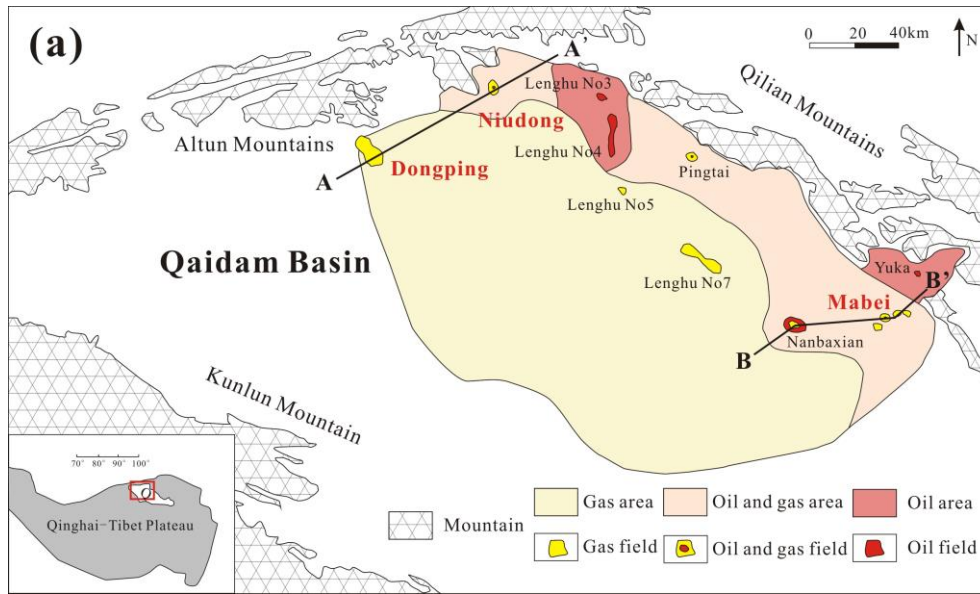 (a)
A'
0 20 40km
N
Lenghu No3
Qilian Mountains
Niudong
Altun Mountains
Lenghu No4
Dongping
Pingtai
A
Lenghu No5
Qaidam Basin
Yuka
B'
Lenghu No7
Mabei
Nanbaxian
B
Kunlun Mountain
70° 80° 90° 100°
Qinghai-Tibet Plateau
Gas area
Oil and gas area
Oil area
Mountain
Gas field
Oil and gas field
Oil field